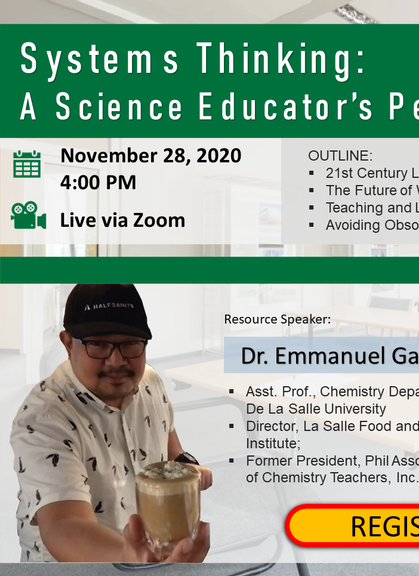 Systems Thinking:
A Science Educator's Pe
November 28, 2020
4:00 PM
Live via Zoom
OUTLINE:
▪ 21st Century L
▪ The Future of
▪ Teaching and L
▪ Avoiding Obso
HALFSAINTS
Resource Speaker:
Dr. Emmanuel Ga
▪ Asst. Prof., Chemistry Depa
De La Salle University
▪ Director, La Salle Food and
Institute;
▪ Former President, Phil Asso
of Chemistry Teachers, Inc.
REGIS